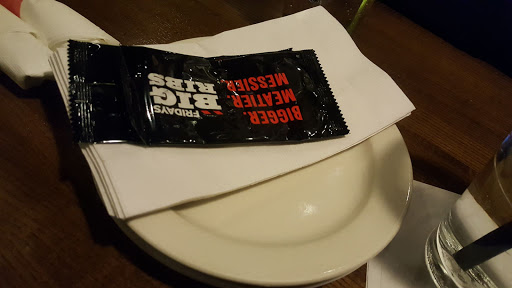 FRIDAYS
BIG
RIBS
BIGGER.
MEATIER.
MESSIER.